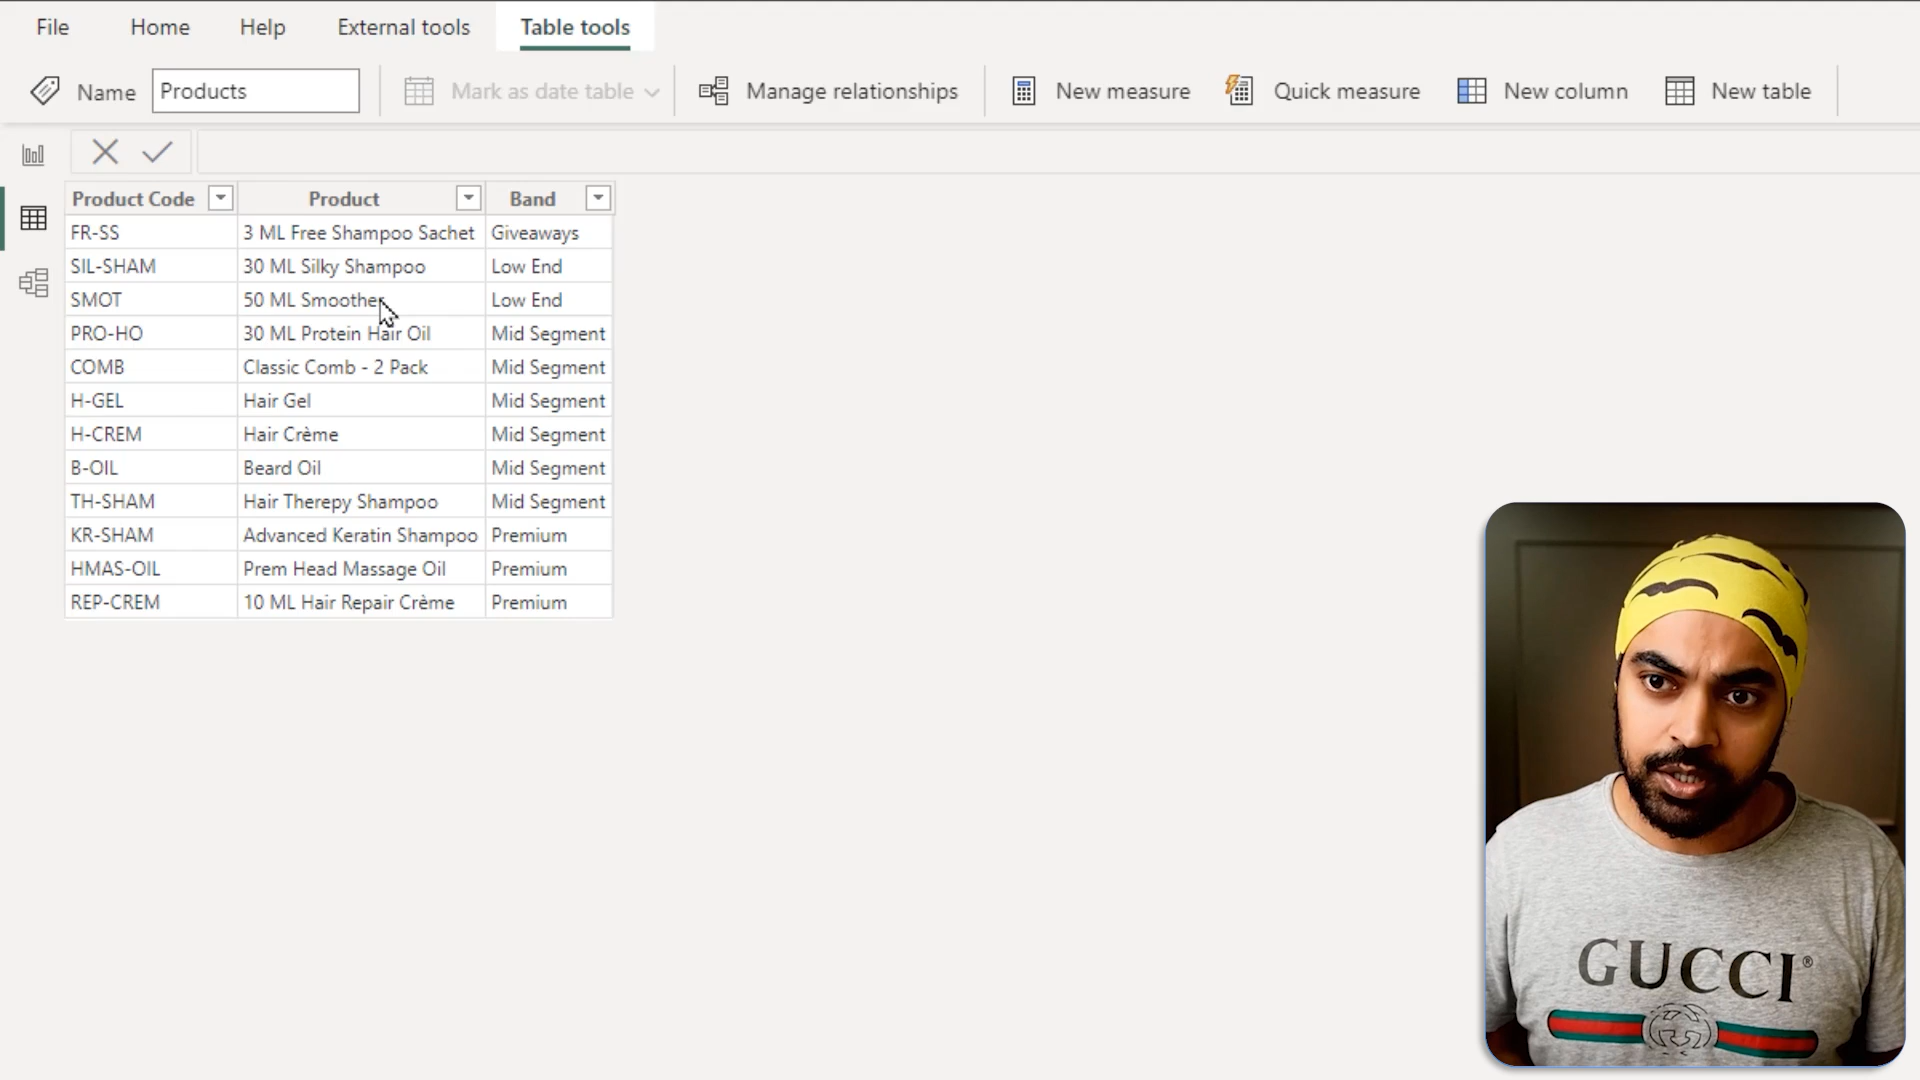 File Home Help External tools Table tools
Name Products Mark as date table Manage relationships New measure Quick measure New column New table
Product Code Product Band
FR-SS 3 ML Free Shampoo Sachet Giveaways
SIL-SHAM 30 ML Silky Shampoo Low End
SMOT 50 ML Smoother Low End
PRO-HO 30 ML Protein Hair Oil Mid Segment
COMB Classic Comb - 2 Pack Mid Segment
H-GEL Hair Gel Mid Segment
H-CREM Hair Crème Mid Segment
B-OIL Beard Oil Mid Segment
TH-SHAM Hair Therepy Shampoo Mid Segment
KR-SHAM Advanced Keratin Shampoo Premium
HMAS-OIL Prem Head Massage Oil Premium
REP-CREM 10 ML Hair Repair Crème Premium
GUCCI®